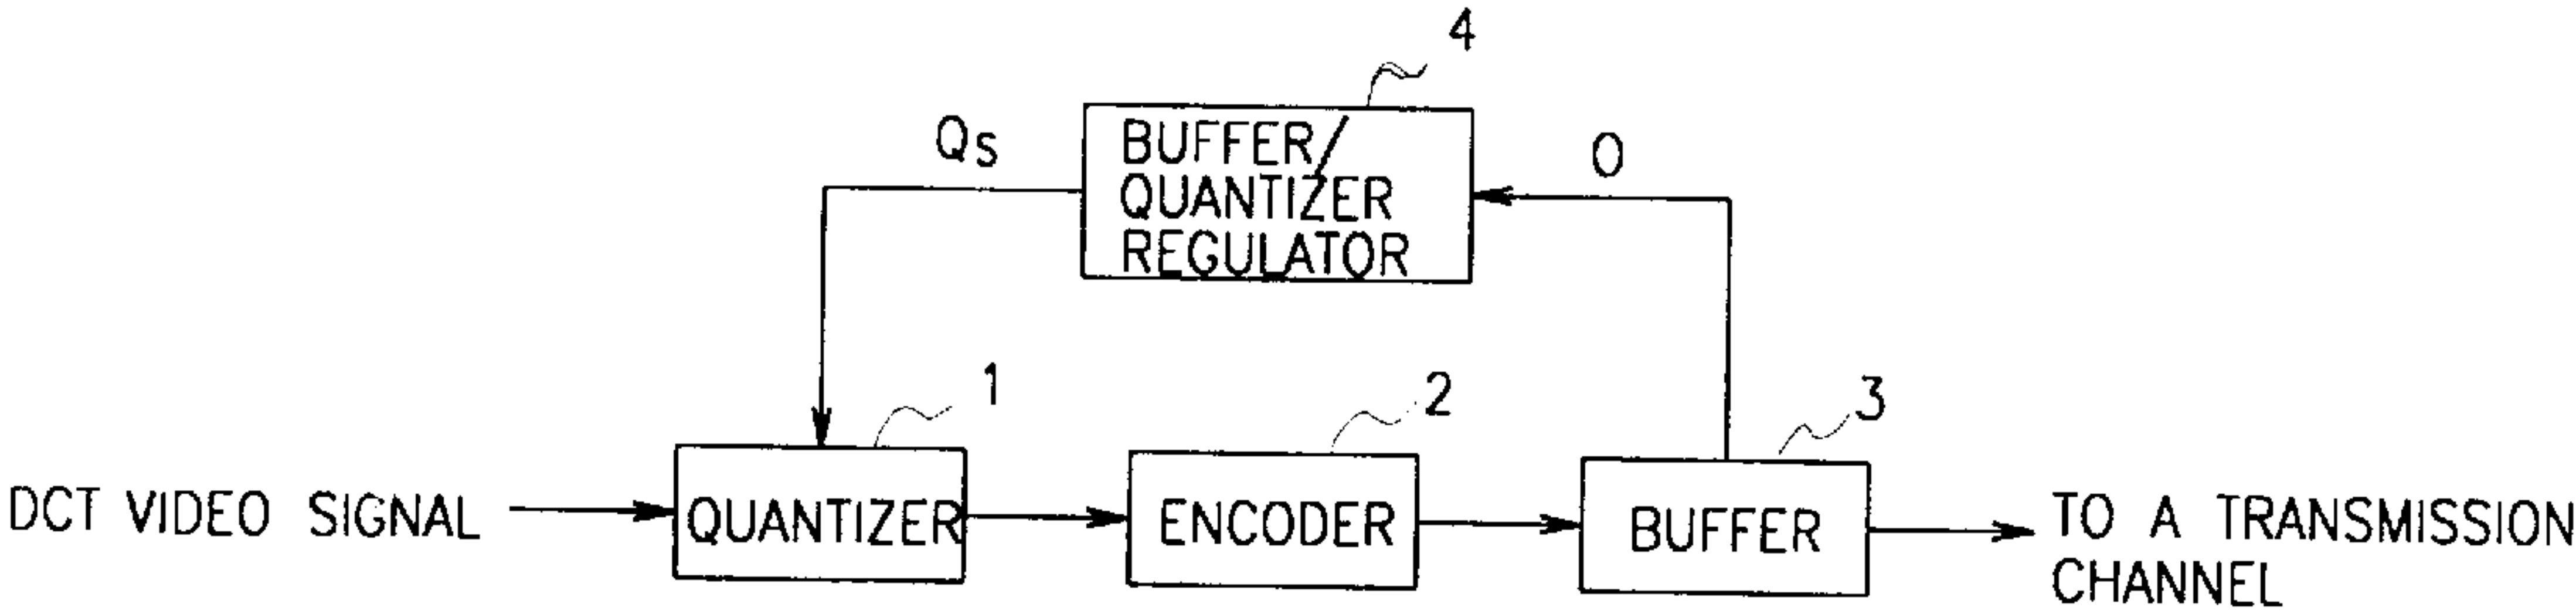 4
BUFFER/
QUANTIZER
REGULATOR
Qs
O
1
2
3
DCT VIDEO SIGNAL
QUANTIZER
ENCODER
BUFFER
TO A TRANSMISSION
CHANNEL